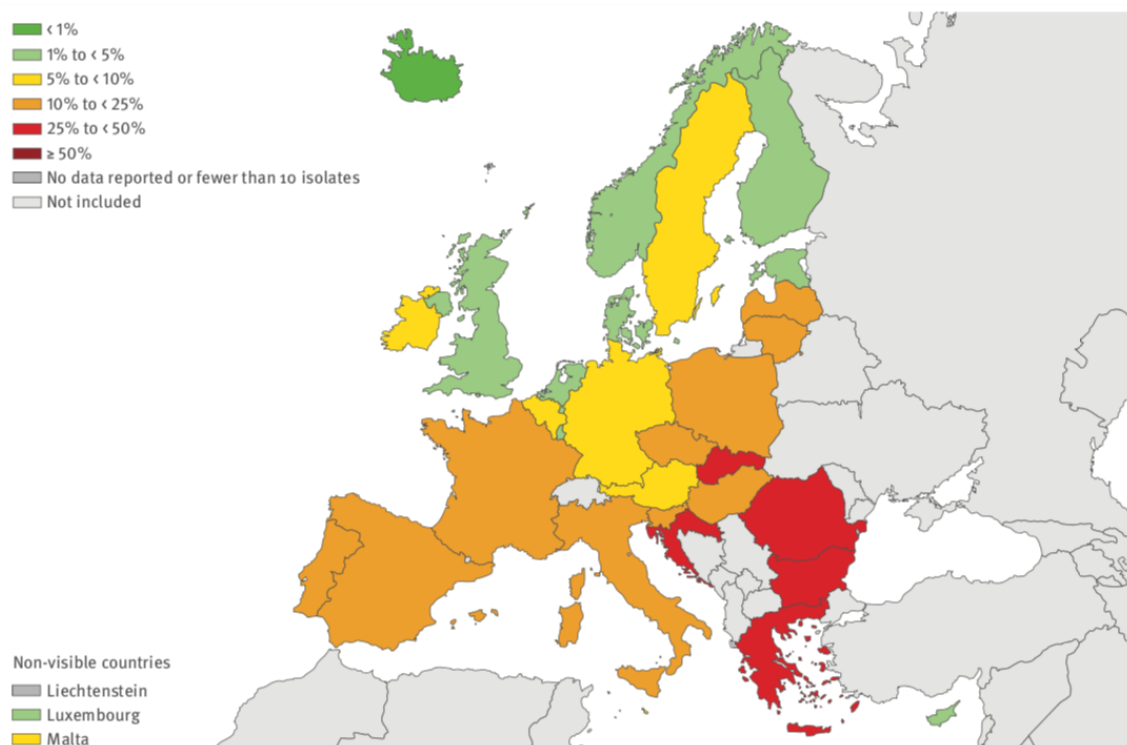 < 1%
1% to < 5%
5% to < 10%
10% to < 25%
25% to < 50%
≥ 50%
No data reported or fewer than 10 isolates
Not included
Non-visible countries
Liechtenstein
Luxembourg
Malta